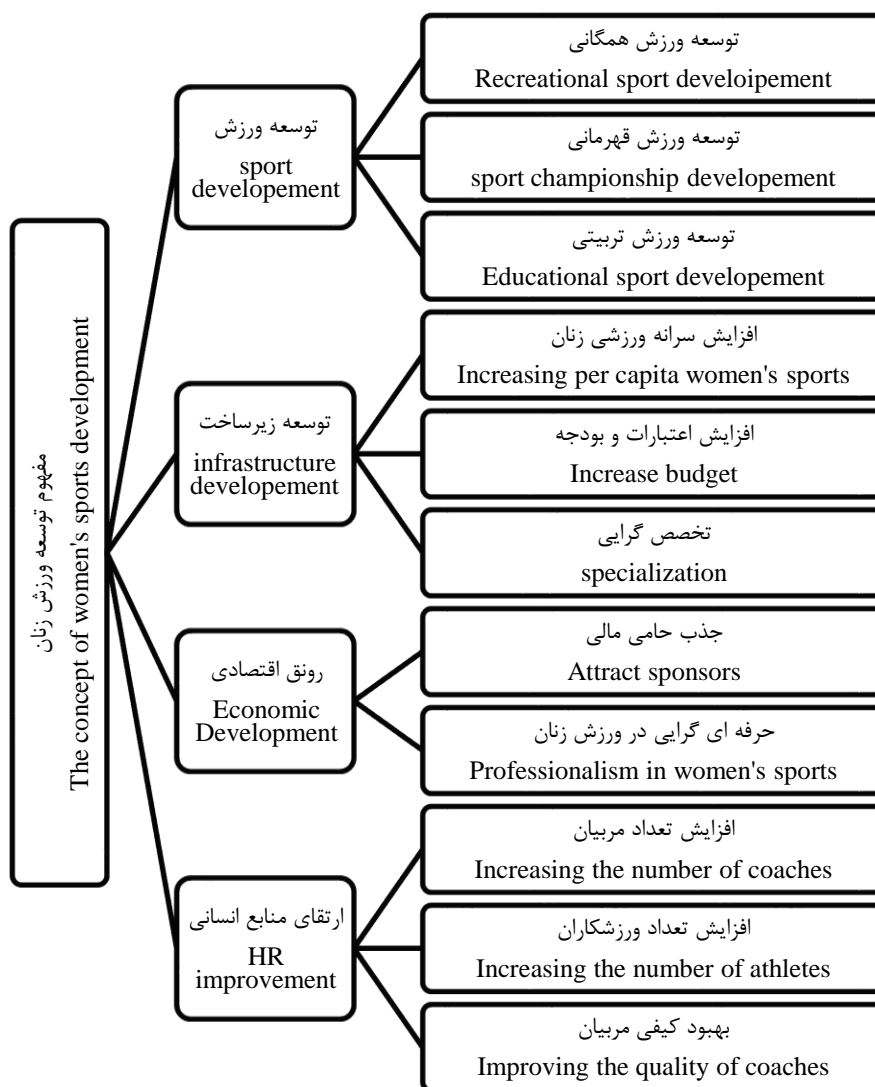 مفهوم توسعه ورزش زنان
The concept of women's sports development
توسعه ورزش
sport
developement
توسعه ورزش همگانی
Recreational sport develoipement
توسعه ورزش قهرمانی
sport championship developement
توسعه ورزش تربیتی
Educational sport developement
توسعه زیرساخت
infrastructure
developement
افزایش سرانه ورزشی زنان
Increasing per capita women's sports
افزایش اعتبارات و بودجه
Increase budget
تخصص گرایی
specialization
رونق اقتصادی
Economic
Development
جذب حامی مالی
Attract sponsors
حرفه ای گرایی در ورزش زنان
Professionalism in women's sports
ارتقای منابع انسانی
HR
improvement
افزایش تعداد مربیان
Increasing the number of coaches
افزایش تعداد ورزشکاران
Increasing the number of athletes
بهبود کیفی مربیان
Improving the quality of coaches